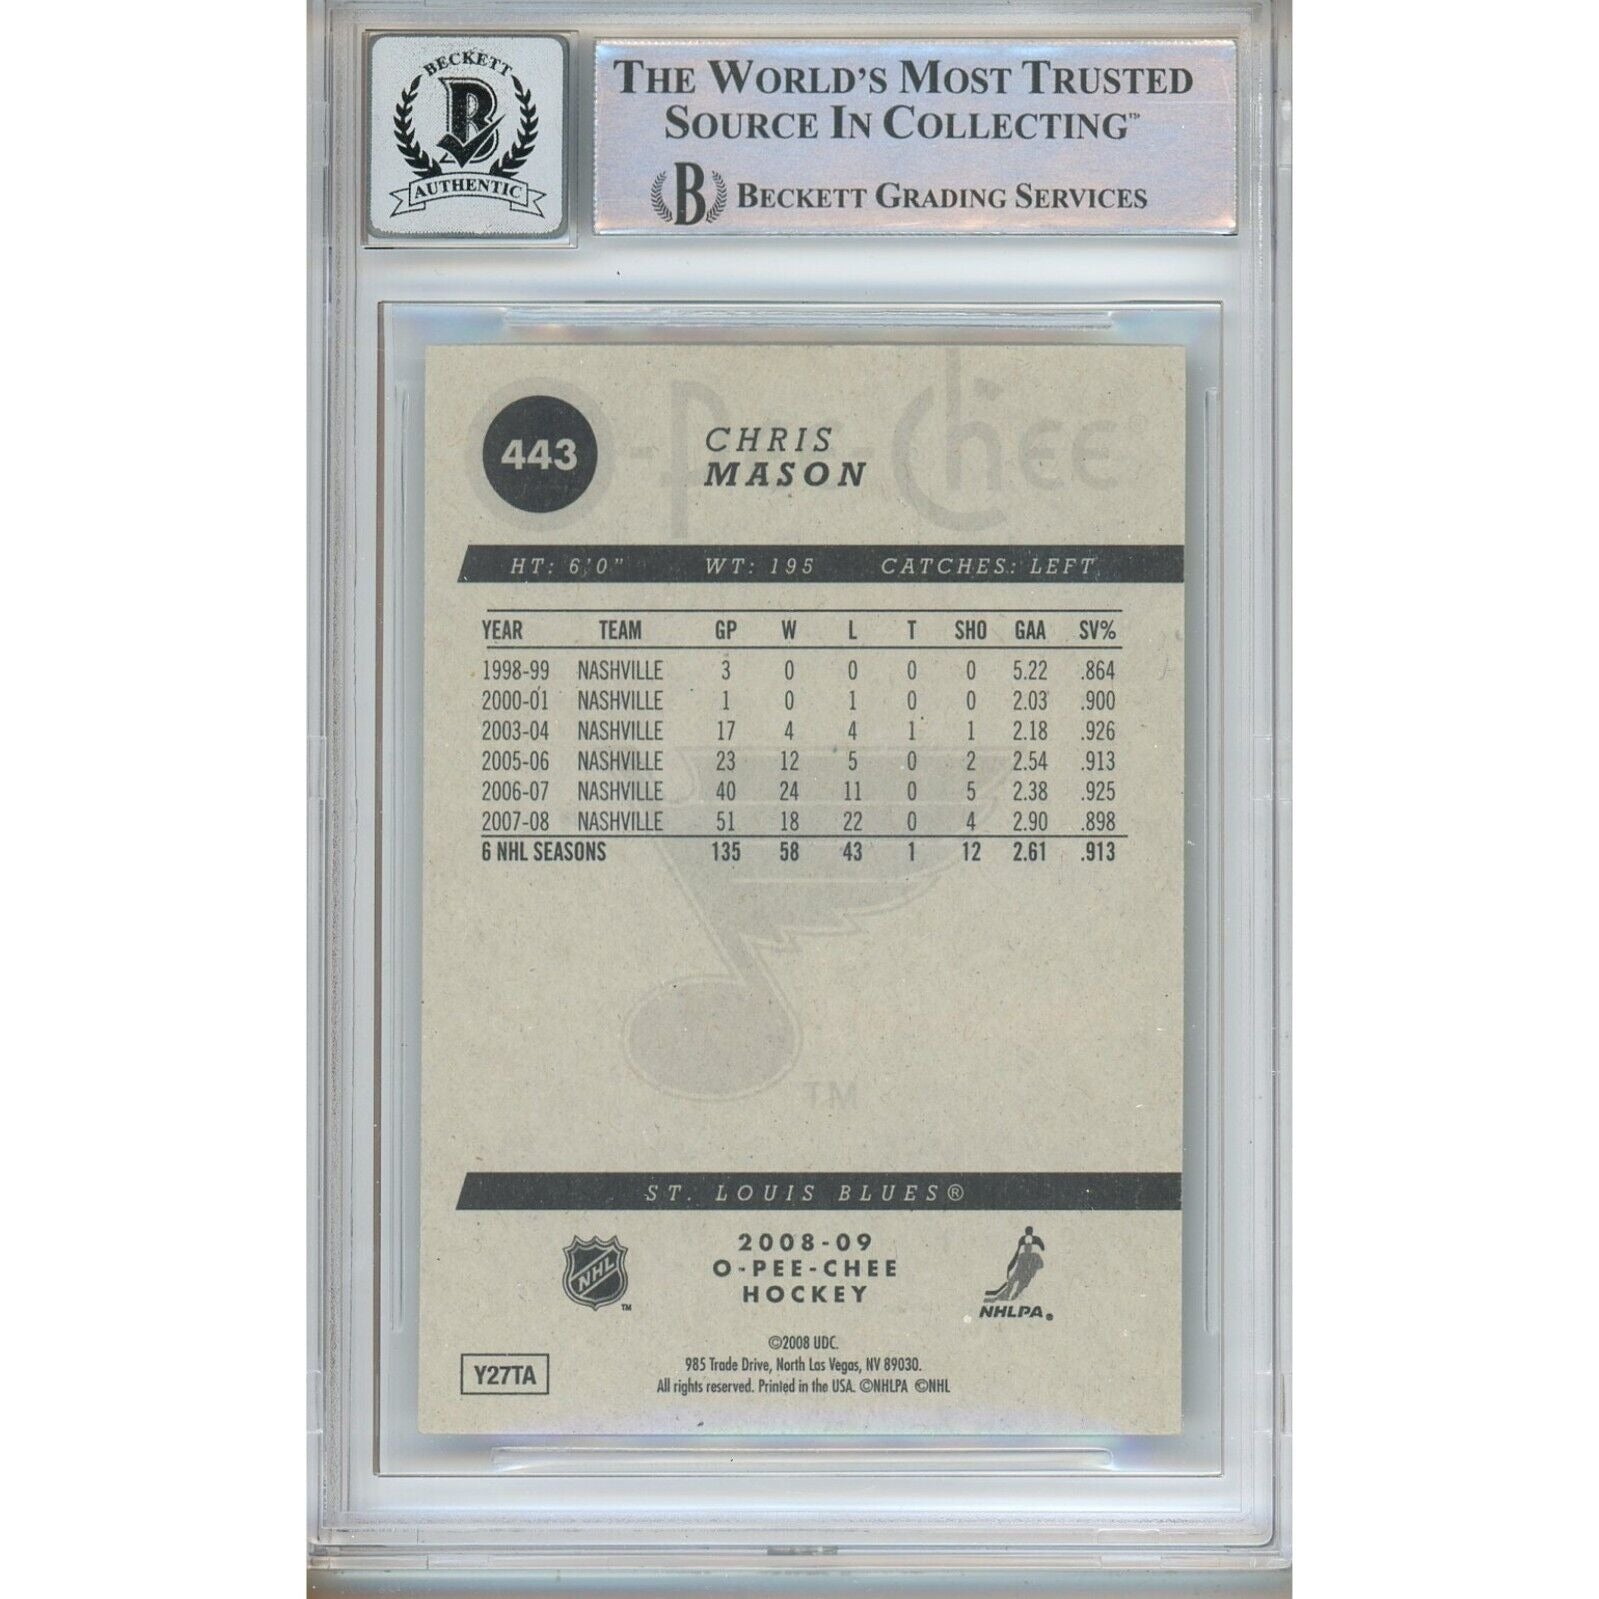 BECKETT
B
AUTHENTIC
THE WORLD'S MOST TRUSTED
SOURCE IN COLLECTING™
B BECKETT GRADING SERVICES
O-Pee-Chee®
443
CHRIS
MASON
HT: 6'0" WT: 195 CATCHES: LEFT
YEAR TEAM GP W L T SHO GAA SV%
1998-99 NASHVILLE 3 0 0 0 0 5.22 .864
2000-01 NASHVILLE 1 0 1 0 0 2.03 .900
2003-04 NASHVILLE 17 4 4 1 1 2.18 .926
2005-06 NASHVILLE 23 12 5 0 2 2.54 .913
2006-07 NASHVILLE 40 24 11 0 5 2.38 .925
2007-08 NASHVILLE 51 18 22 0 4 2.90 .898
6 NHL SEASONS 135 58 43 1 12 2.61 .913
TM
ST. LOUIS BLUES®
NHL TM
2008-09
O-PEE-CHEE
HOCKEY
NHLPA®
©2008 UDC.
985 Trade Drive, North Las Vegas, NV 89030.
All rights reserved. Printed in the USA. ©NHLPA ©NHL
Y27TA